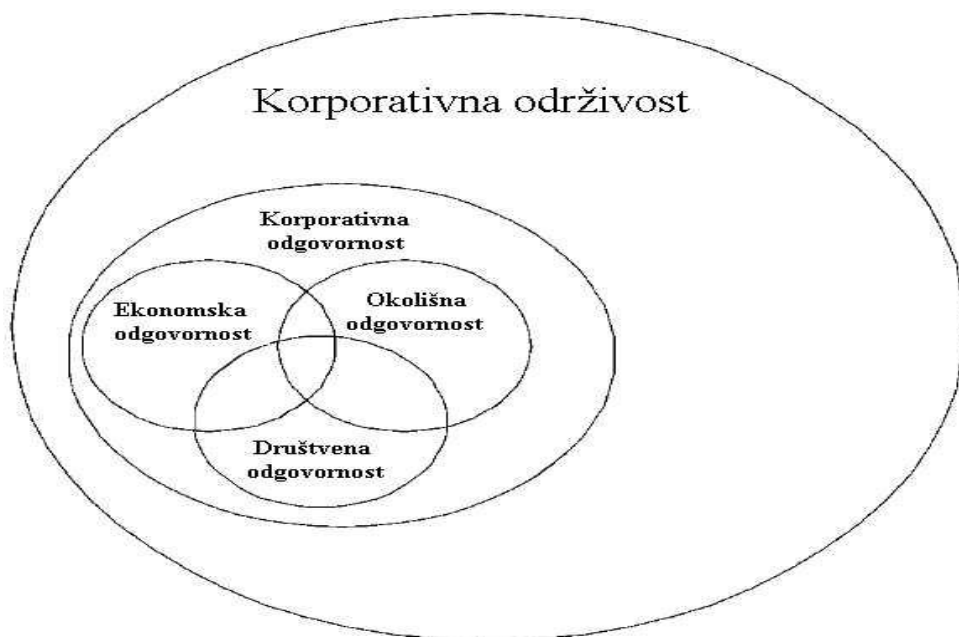 Korporativna održivost
Korporativna
odgovornost
Ekonomska
odgovornost
Okolišna
odgovornost
Društvena
odgovornost